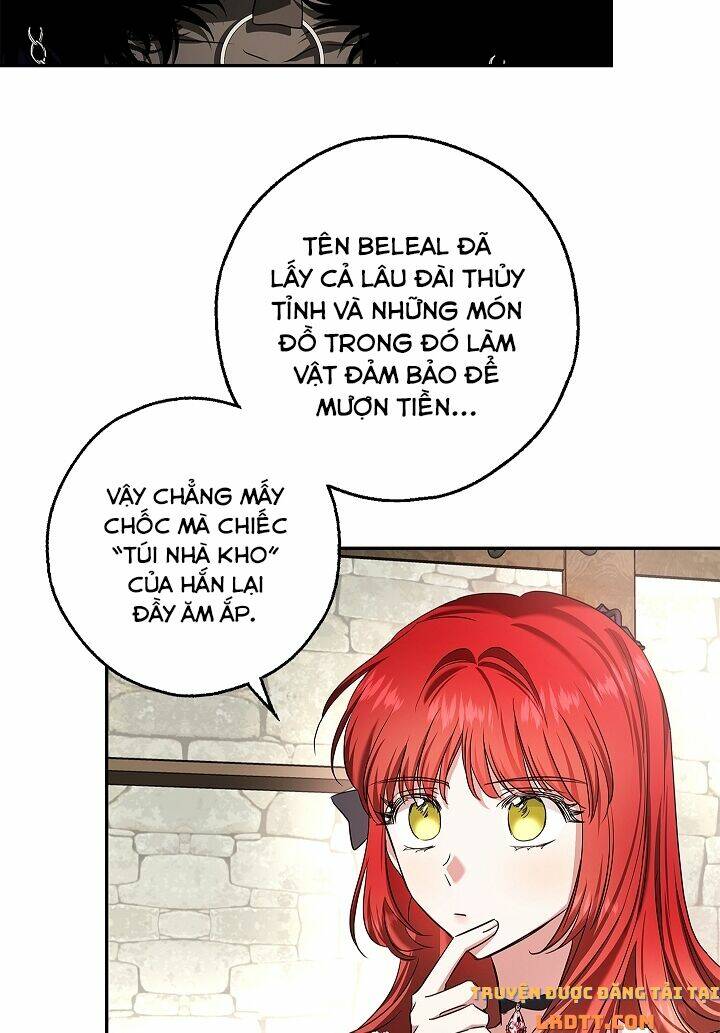 TÊN BELEAL ĐÃ
LẤY CẢ LÂU ĐÀI THỦY
TINH VÀ NHỮNG MÓN
ĐỒ TRONG ĐÓ LÀM
VẬT ĐẢM BẢO ĐỂ
MƯỢN TIỀN...
VẬY CHẲNG MẤY
CHỐC MÀ CHIẾC
"TÚI NHÀ KHO"
CỦA HẮN LẠI
ĐẦY ĂM ẮP.
TRUYỆN ĐƯỢC ĐĂNG TẢI TẠI
LHDTT.COM